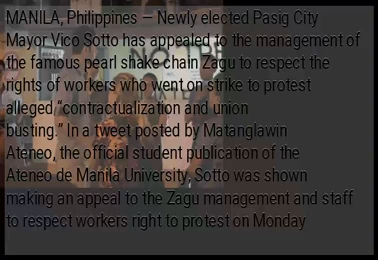 MANILA, Philippines — Newly elected Pasig City
Mayor Vico Sotto has appealed to the management of
the famous pearl shake chain Zagu to respect the
rights of workers who went on strike to protest
alleged “contractualization and union
busting.” In a tweet posted by Matanglawin
Ateneo, the official student publication of the
Ateneo de Manila University, Sotto was shown
making an appeal to the Zagu management and staff
to respect workers right to protest on Monday